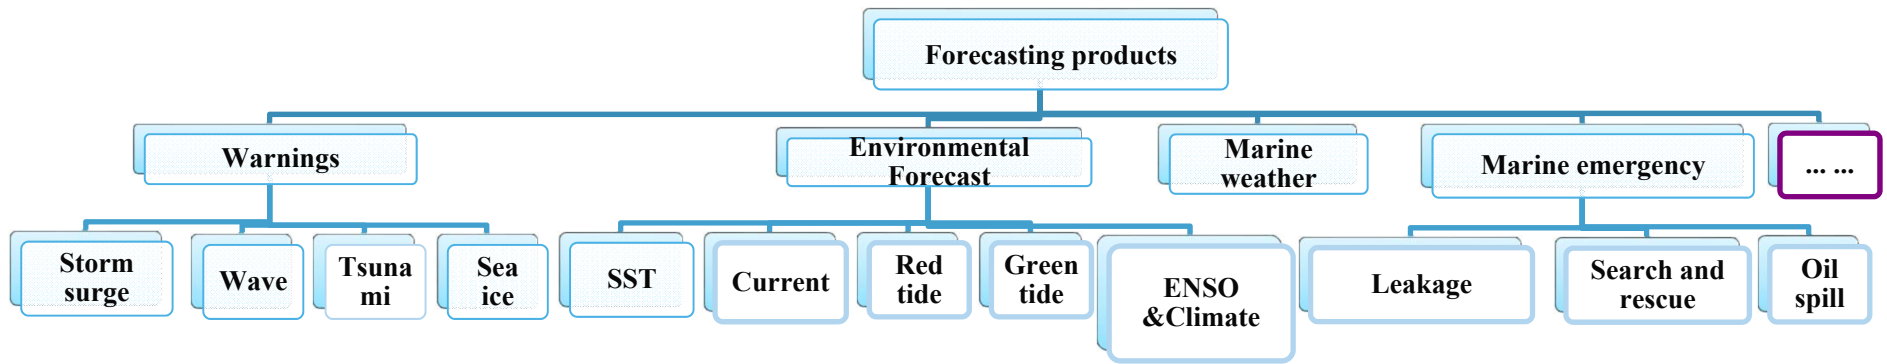 Forecasting products
Warnings
Environmental
Forecast
Marine
weather
Marine emergency
... ...
Storm
surge
Wave
Tsuna
mi
Sea
ice
SST
Current
Red
tide
Green
tide
ENSO
&Climate
Leakage
Search and
rescue
Oil
spill